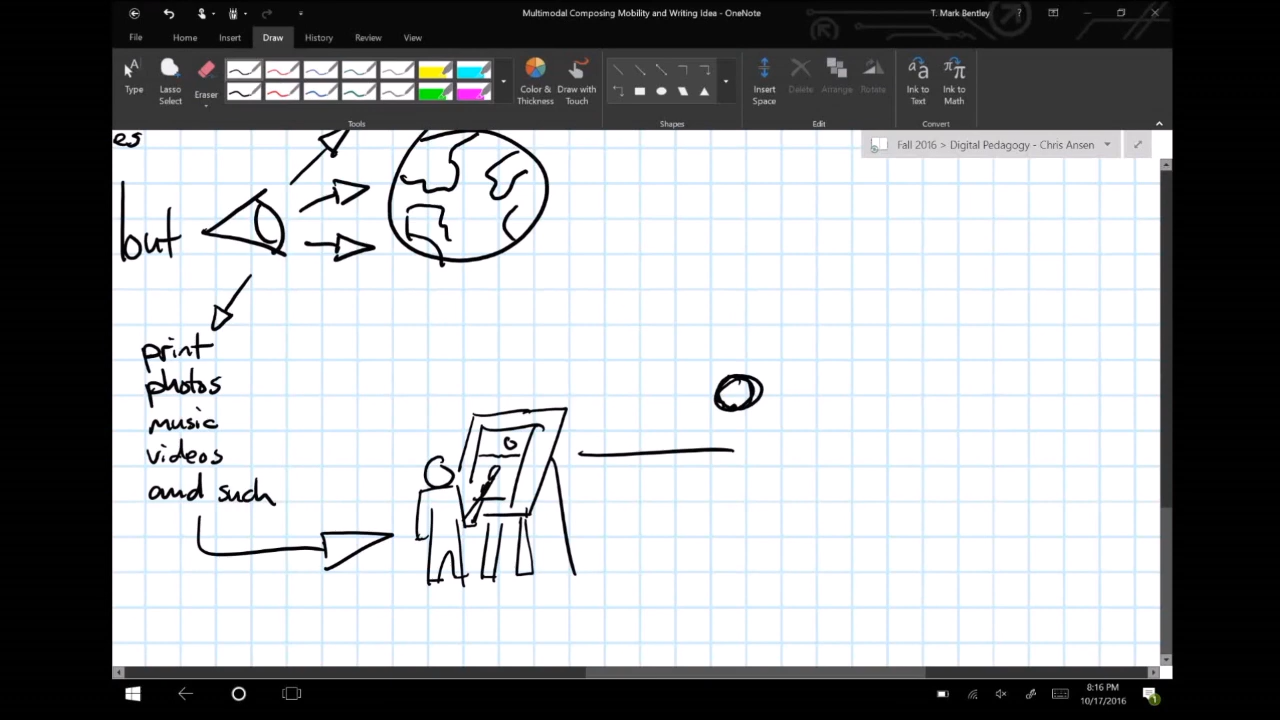 Multimodal Composing Mobility and Writing Idea - OneNote
T. Mark Bentley
?
File
Home
Insert
Draw
History
Review
View
Type
Lasso Select
Eraser
Color & Thickness
Draw with Touch
Insert Space
Delete
Arrange
Rotate
Ink to Text
Ink to Math
Tools
Shapes
Edit
Convert
Fall 2016 > Digital Pedagogy - Chris Ansen
es
but
print
photos
music
videos
and such
8:16 PM
10/17/2016
1